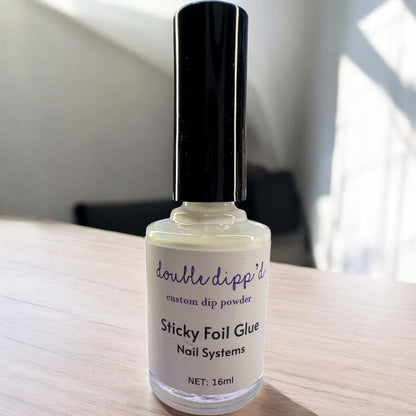 double dipp'd
custom dip powder
Sticky Foil Glue
Nail Systems
NET: 16ml